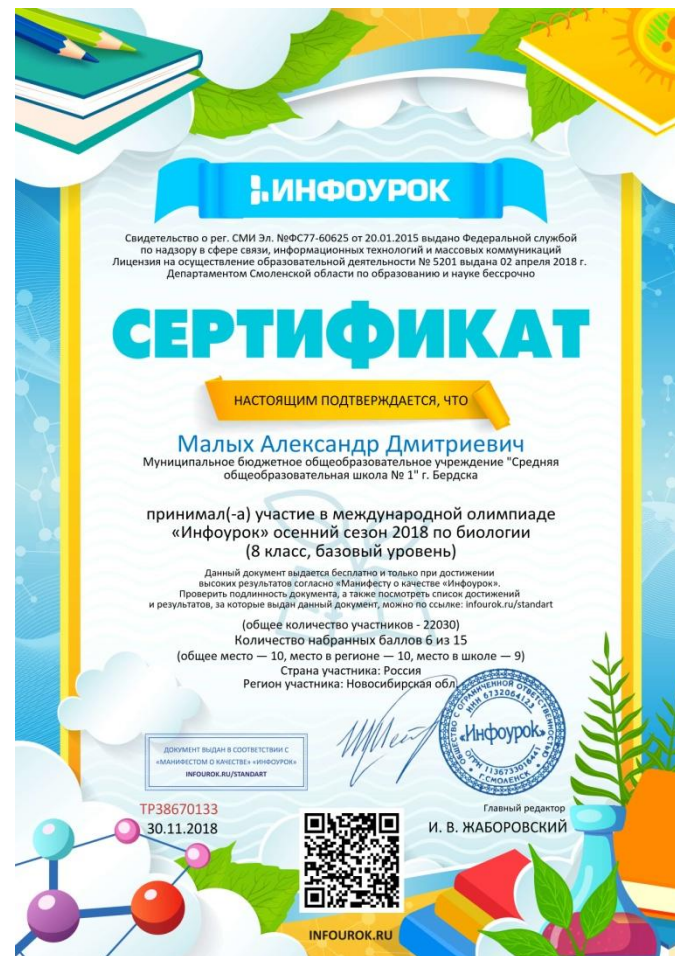 ИНФОУРОК
Свидетельство о рег. СМИ Эл. №ФС77-60625 от 20.01.2015 выдано Федеральной службой
по надзору в сфере связи, информационных технологий и массовых коммуникаций
Лицензия на осуществление образовательной деятельности № 5201 выдана 02 апреля 2018 г.
Департаментом Смоленской области по образованию и науке бессрочно
СЕРТИФИКАТ
НАСТОЯЩИМ ПОДТВЕРЖДАЕТСЯ, ЧТО
Малых Александр Дмитриевич
Муниципальное бюджетное общеобразовательное учреждение "Средняя
общеобразовательная школа № 1" г. Бердска
принимал(-а) участие в международной олимпиаде
«Инфоурок» осенний сезон 2018 по биологии
(8 класс, базовый уровень)
Данный документ выдается бесплатно и только при достижении
высоких результатов согласно «Манифесту о качестве «Инфоурок».
Проверить подлинность документа, а также посмотреть список достижений
и результатов, за которые выдан данный документ, можно по ссылке: infourok.ru/standart
(общее количество участников - 22030)
Количество набранных баллов 6 из 15
(общее место — 10, место в регионе — 10, место в школе — 9)
Страна участника: Россия
Регион участника: Новосибирская обл.
ОБЩЕСТВО С ОГРАНИЧЕННОЙ ОТВЕТСТВЕННОСТЬЮ
ИНН 6732064123
«Инфоурок»
ОГРН 1136733016441
Г.СМОЛЕНСК
ДОКУМЕНТ ВЫДАН В СООТВЕТСТВИИ С
«МАНИФЕСТОМ О КАЧЕСТВЕ» «ИНФОУРОК»
INFOUROK.RU/STANDART
ТР38670133
30.11.2018
Главный редактор
И. В. ЖАБОРОВСКИЙ
INFOUROK.RU